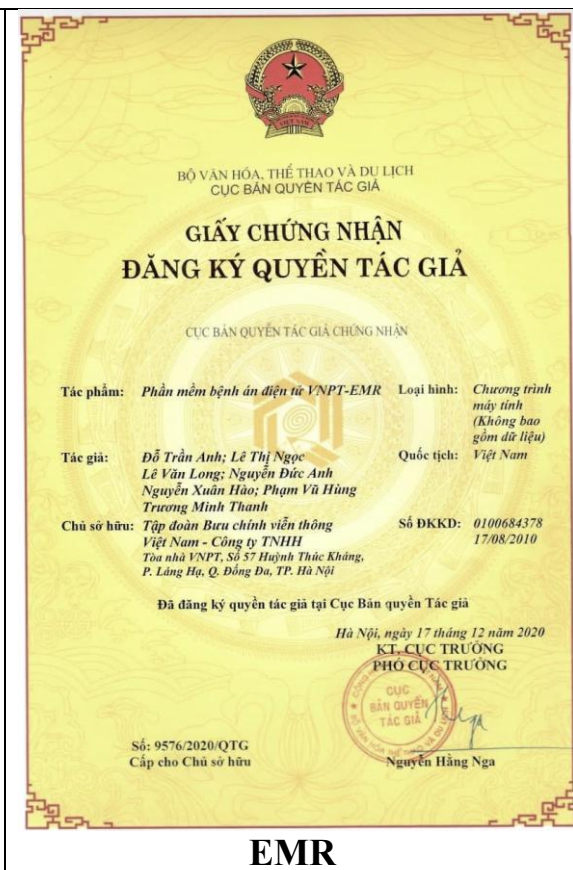 VIỆT NAM
BỘ VĂN HÓA, THỂ THAO VÀ DU LỊCH
CỤC BẢN QUYỀN TÁC GIẢ
GIẤY CHỨNG NHẬN
ĐĂNG KÝ QUYỀN TÁC GIẢ
CỤC BẢN QUYỀN TÁC GIẢ CHỨNG NHẬN
Tác phẩm: Phần mềm bệnh án điện tử VNPT-EMR Loại hình: Chương trình
máy tính
(Không bao
gồm dữ liệu)
Tác giả: Đỗ Trần Anh; Lê Thị Ngọc Quốc tịch: Việt Nam
Lê Văn Long; Nguyễn Đức Anh
Nguyễn Xuân Hào; Phạm Vũ Hùng
Trương Minh Thanh
Chủ sở hữu: Tập đoàn Bưu chính viễn thông Số ĐKKD: 0100684378
Việt Nam - Công ty TNHH 17/08/2010
Tòa nhà VNPT, Số 57 Huỳnh Thúc Kháng,
P. Láng Hạ, Q. Đống Đa, TP. Hà Nội
Đã đăng ký quyền tác giả tại Cục Bản quyền Tác giả
Hà Nội, ngày 17 tháng 12 năm 2020
KT. CỤC TRƯỞNG
PHÓ CỤC TRƯỞNG
CỤC
BẢN QUYỀN
TÁC GIẢ
Số: 9576/2020/QTG
Cấp cho Chủ sở hữu
Nguyễn Hằng Nga
EMR